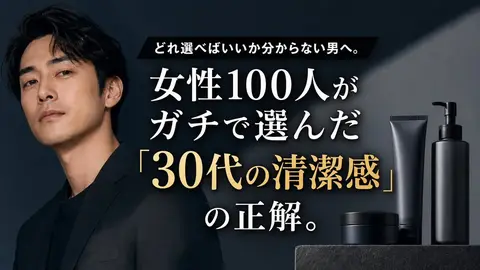 どれ選べばいいか分からない男へ。
女性100人が
ガチで選んだ
「30代の清潔感」
の正解。